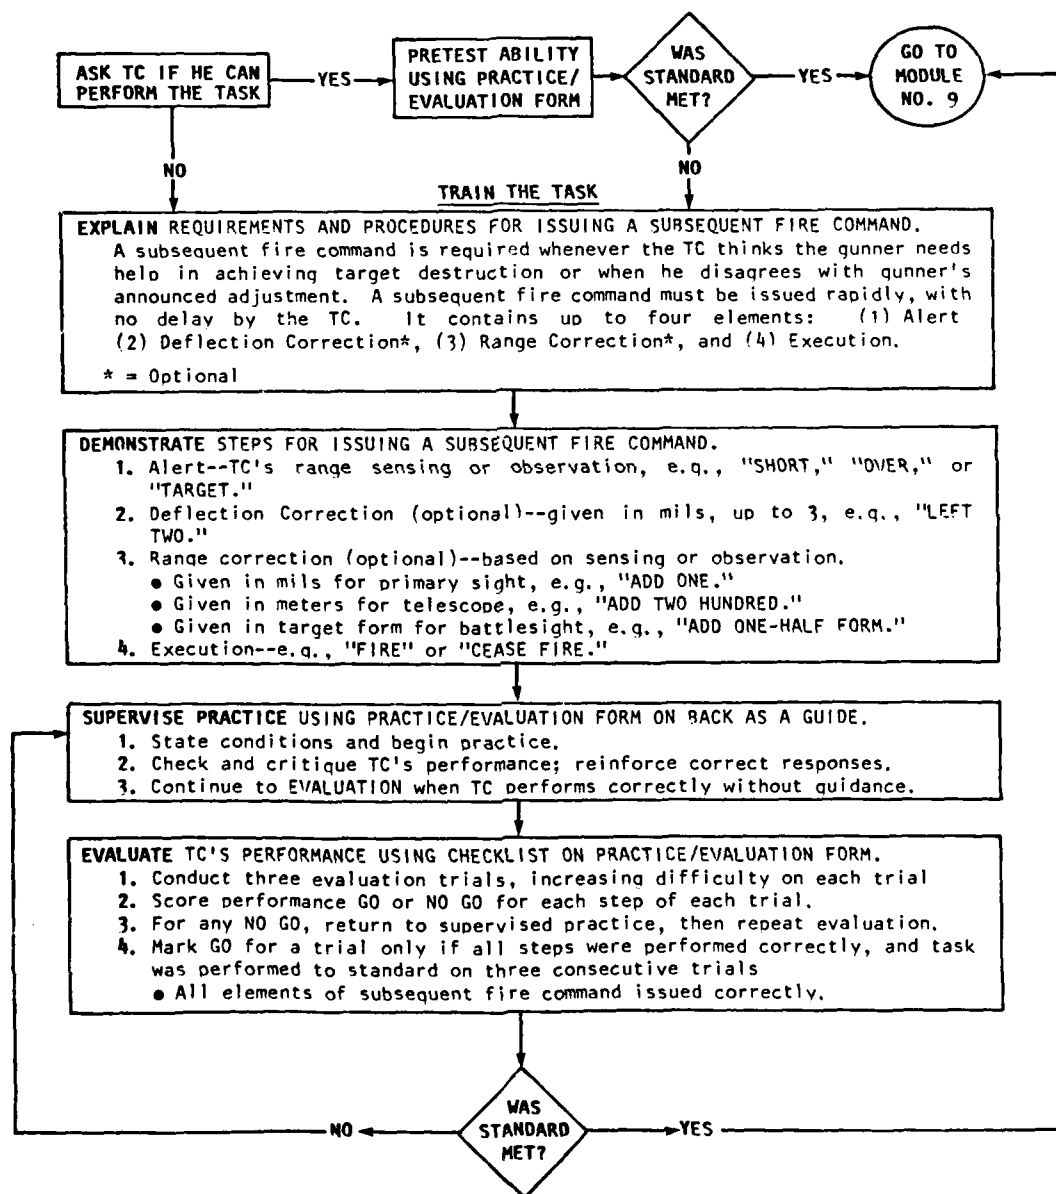 ASK TC IF HE CAN
PERFORM THE TASK
YES
PRETEST ABILITY
USING PRACTICE/
EVALUATION FORM
WAS
STANDARD
MET?
YES
GO TO
MODULE
NO. 9
NO
NO
TRAIN THE TASK
EXPLAIN REQUIREMENTS AND PROCEDURES FOR ISSUING A SUBSEQUENT FIRE COMMAND.
A subsequent fire command is required whenever the TC thinks the gunner needs
help in achieving target destruction or when he disagrees with gunner's
announced adjustment. A subsequent fire command must be issued rapidly, with
no delay by the TC. It contains up to four elements: (1) Alert
(2) Deflection Correction*, (3) Range Correction*, and (4) Execution.
* = Optional
DEMONSTRATE STEPS FOR ISSUING A SUBSEQUENT FIRE COMMAND.
1. Alert--TC's range sensing or observation, e.g., "SHORT," "OVER," or
"TARGET."
2. Deflection Correction (optional)--given in mils, up to 3, e.g., "LEFT
TWO."
3. Range correction (optional)--based on sensing or observation.
● Given in mils for primary sight, e.g., "ADD ONE."
● Given in meters for telescope, e.g., "ADD TWO HUNDRED."
● Given in target form for battlesight, e.g., "ADD ONE-HALF FORM."
4. Execution--e.g., "FIRE" or "CEASE FIRE."
SUPERVISE PRACTICE USING PRACTICE/EVALUATION FORM ON BACK AS A GUIDE.
1. State conditions and begin practice.
2. Check and critique TC's performance; reinforce correct responses.
3. Continue to EVALUATION when TC performs correctly without guidance.
EVALUATE TC'S PERFORMANCE USING CHECKLIST ON PRACTICE/EVALUATION FORM.
1. Conduct three evaluation trials, increasing difficulty on each trial
2. Score performance GO or NO GO for each step of each trial.
3. For any NO GO, return to supervised practice, then repeat evaluation.
4. Mark GO for a trial only if all steps were performed correctly, and task
was performed to standard on three consecutive trials
● All elements of subsequent fire command issued correctly.
WAS
STANDARD
MET?
NO
YES